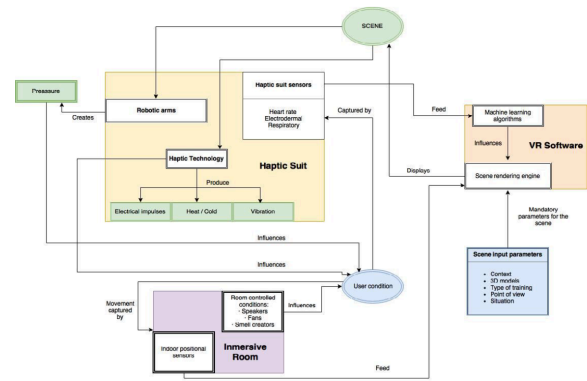 SCENE
Presssure
Creates
Robotic arms
Haptic suit sensors
Heart rate
Electrodermal
Respiratory
Captured by
Feed
Machine learning
algorithms
Influences
VR Software
Scene rendering engine
Displays
Haptic Technology
Haptic Suit
Produce
Electrical impulses
Heat / Cold
Vibration
Mandatory
parameters for the
scene
Influences
Influences
User condition
Scene input parameters
• Context
• 3D models
• Type of training
• Point of view
• Situation
Movement
captured
by
Room controlled
conditions:
- Speakers
- Fans
- Smell creators
Influences
Inmersive
Room
Indoor positional
sensors
Feed